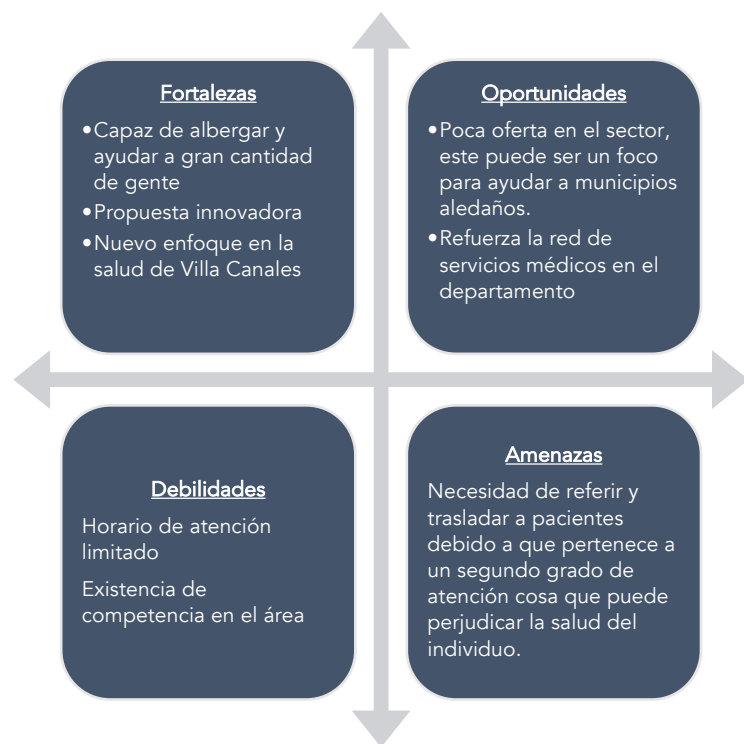 Fortalezas
•Capaz de albergar y
ayudar a gran cantidad
de gente
•Propuesta innovadora
•Nuevo enfoque en la
salud de Villa Canales
Oportunidades
•Poca oferta en el sector,
este puede ser un foco
para ayudar a municipios
aledaños.
•Refuerza la red de
servicios médicos en el
departamento
Debilidades
Horario de atención
limitado
Existencia de
competencia en el área
Amenazas
Necesidad de referir y
trasladar a pacientes
debido a que pertenece a
un segundo grado de
atención cosa que puede
perjudicar la salud del
individuo.